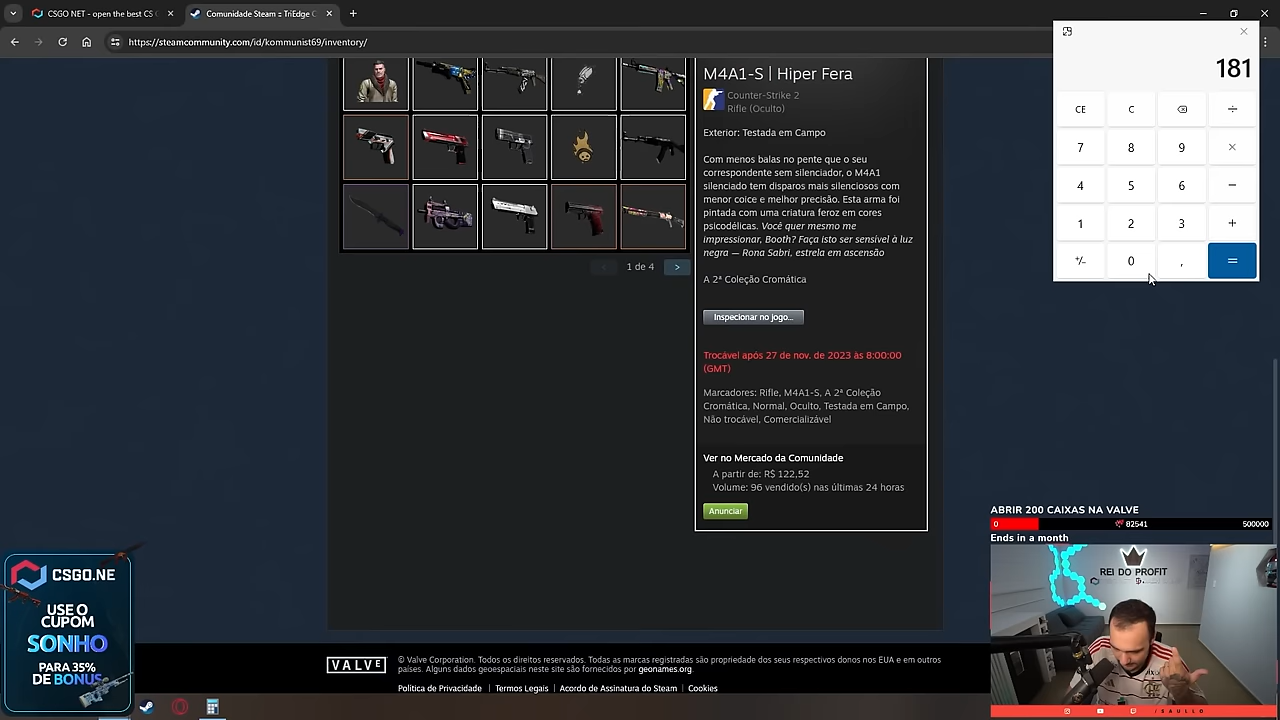 CSGO NET - open the best CS C
Comunidade Steam :: TriEdge C
https://steamcommunity.com/id/kommunist69/inventory/
181
CE
C
÷
7
8
9
×
4
5
6
−
1
2
3
+
+/-
0
,
=
1 de 4
>
M4A1-S | Hiper Fera
Counter-Strike 2
Rifle (Oculto)
Exterior: Testada em Campo
Com menos balas no pente que o seu
correspondente sem silenciador, o M4A1
silenciado tem disparos mais silenciosos com
menor coice e melhor precisão. Esta arma foi
pintada com uma criatura feroz em cores
psicodélicas. Você quer mesmo me
impressionar, Booth? Faça isto ser sensível à luz
negra — Rona Sabri, estrela em ascensão
A 2ª Coleção Cromática
Inspecionar no jogo...
Trocável após 27 de nov. de 2023 às 8:00:00
(GMT)
Marcadores: Rifle, M4A1-S, A 2ª Coleção
Cromática, Normal, Oculto, Testada em Campo,
Não trocável, Comercializável
Ver no Mercado da Comunidade
A partir de: R$ 122,52
Volume: 96 vendido(s) nas últimas 24 horas
Anunciar
ABRIR 200 CAIXAS NA VALVE
0
82541
500000
Ends in a month
REI DO PROFIT
/SAULLO
CSGO.NE
USE O
CUPOM
SONHO
PARA 35%
DE BONUS
VALVE
© Valve Corporation. Todos os direitos reservados. Todas as marcas registradas são propriedade dos seus respectivos donos nos EUA e em outros
países. Alguns dados geoespaciais neste site são fornecidos por geonames.org.
Política de Privacidade | Termos Legais | Acordo de Assinatura do Steam | Cookies